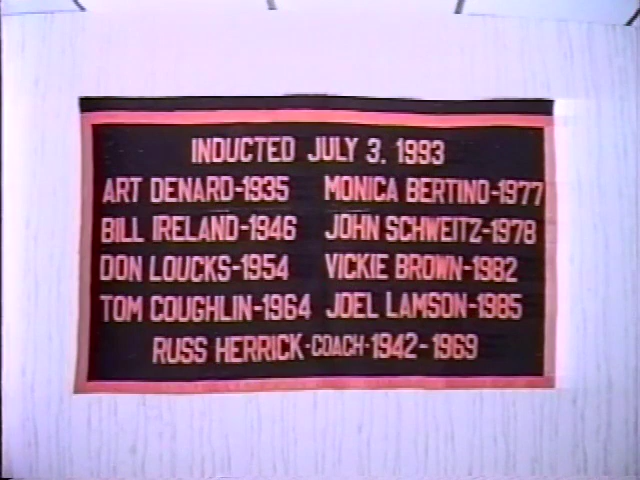 INDUCTED JULY 3, 1993
ART DENARD-1935 MONICA BERTINO-1977
BILL IRELAND-1946 JOHN SCHWEITZ-1978
DON LOUCKS-1954 VICKIE BROWN-1982
TOM COUGHLIN-1964 JOEL LAMSON-1985
RUSS HERRICK-COACH-1942-1969